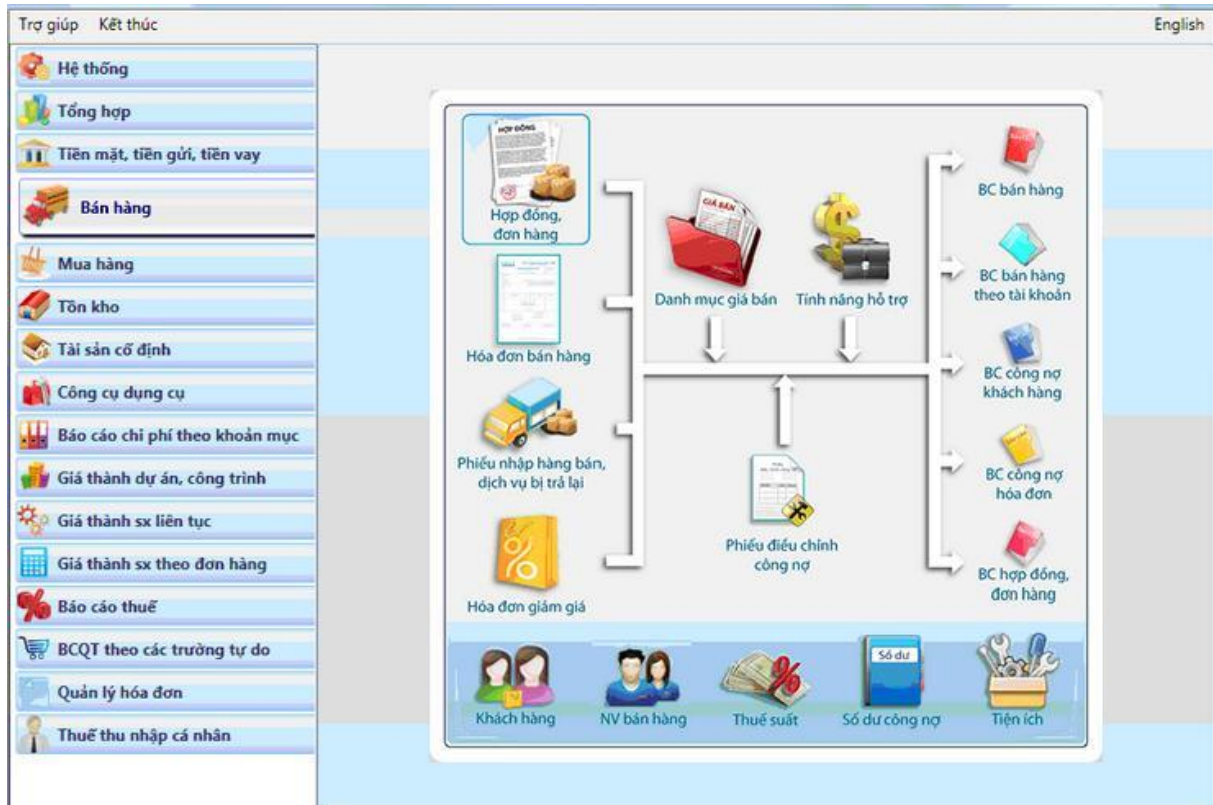 Trợ giúp Kết thúc English
Hệ thống
Tổng hợp
Tiền mặt, tiền gửi, tiền vay
Bán hàng
Mua hàng
Tồn kho
Tài sản cố định
Công cụ dụng cụ
Báo cáo chi phí theo khoản mục
Giá thành dự án, công trình
Giá thành sx liên tục
Giá thành sx theo đơn hàng
Báo cáo thuế
BCQT theo các trường tự do
Quản lý hóa đơn
Thuế thu nhập cá nhân
HỢP ĐỒNG
Hợp đồng,
đơn hàng
Hóa đơn bán hàng
Phiếu nhập hàng bán,
dịch vụ bị trả lại
Hóa đơn giảm giá
GIÁ BÁN
Danh mục giá bán
Tính năng hỗ trợ
Phiếu điều chỉnh
công nợ
BC bán hàng
BC bán hàng
theo tài khoản
BC công nợ
khách hàng
BC công nợ
hóa đơn
BC hợp đồng,
đơn hàng
Khách hàng
NV bán hàng
Thuế suất
Số dư
Số dư công nợ
Tiện ích